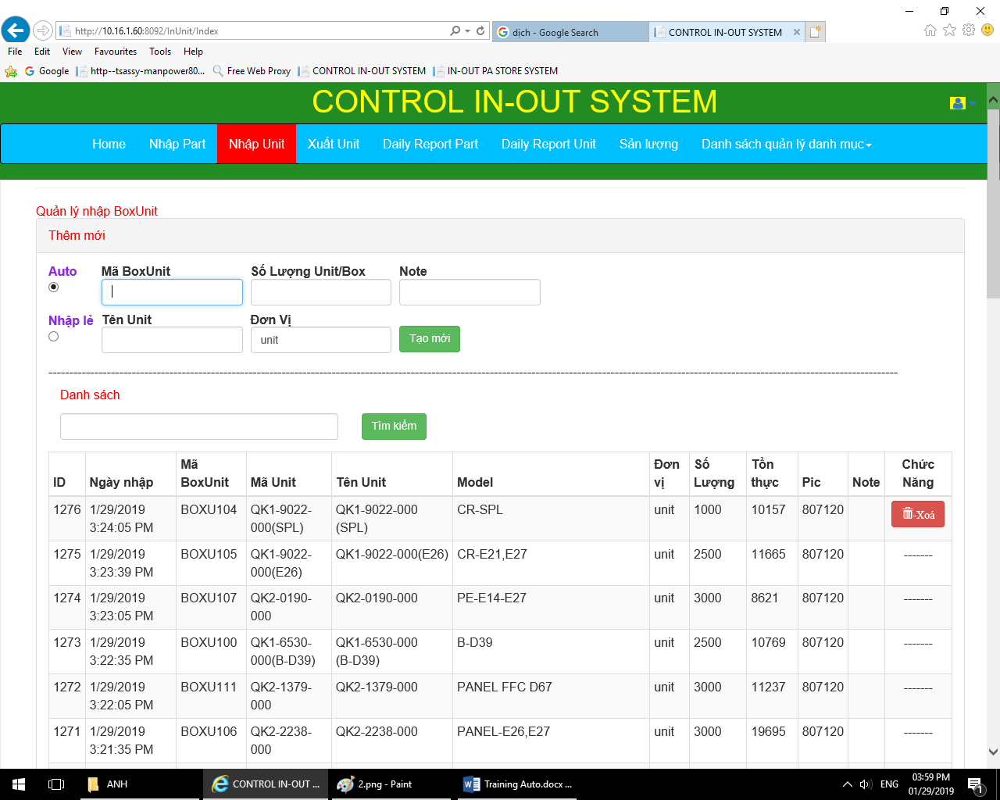 http://10.16.1.60:8092/InUnit/Index
dịch - Google Search
CONTROL IN-OUT SYSTEM
File Edit View Favourites Tools Help
Google http--tsassy-manpower80... Free Web Proxy CONTROL IN-OUT SYSTEM IN-OUT PA STORE SYSTEM
CONTROL IN-OUT SYSTEM
Home Nhập Part Nhập Unit Xuất Unit Daily Report Part Daily Report Unit Sản lượng Danh sách quản lý danh mục
Quản lý nhập BoxUnit
Thêm mới
Auto Mã BoxUnit Số Lượng Unit/Box Note
Nhập lẻ Tên Unit Đơn Vị
unit Tạo mới
Danh sách
Tìm kiếm
ID Ngày nhập Mã BoxUnit Mã Unit Tên Unit Model Đơn vị Số Lượng Tồn thực Pic Note Chức Năng
1276 1/29/2019 3:24:05 PM BOXU104 QK1-9022-000(SPL) QK1-9022-000 (SPL) CR-SPL unit 1000 10157 807120 -Xoá
1275 1/29/2019 3:23:39 PM BOXU105 QK1-9022-000(E26) QK1-9022-000(E26) CR-E21,E27 unit 2500 11665 807120 -------
1274 1/29/2019 3:23:05 PM BOXU107 QK2-0190-000 QK2-0190-000 PE-E14-E27 unit 3000 8621 807120 -------
1273 1/29/2019 3:22:35 PM BOXU100 QK1-6530-000(B-D39) QK1-6530-000 (B-D39) B-D39 unit 2500 10769 807120 -------
1272 1/29/2019 3:22:05 PM BOXU111 QK2-1379-000 QK2-1379-000 PANEL FFC D67 unit 3000 11237 807120 -------
1271 1/29/2019 3:21:35 PM BOXU106 QK2-2238-000 QK2-2238-000 PANEL-E26,E27 unit 3000 19695 807120 -------
ANH CONTROL IN-OUT ... 2.png - Paint Training Auto.docx ... ENG 03:59 PM
01/29/2019 1